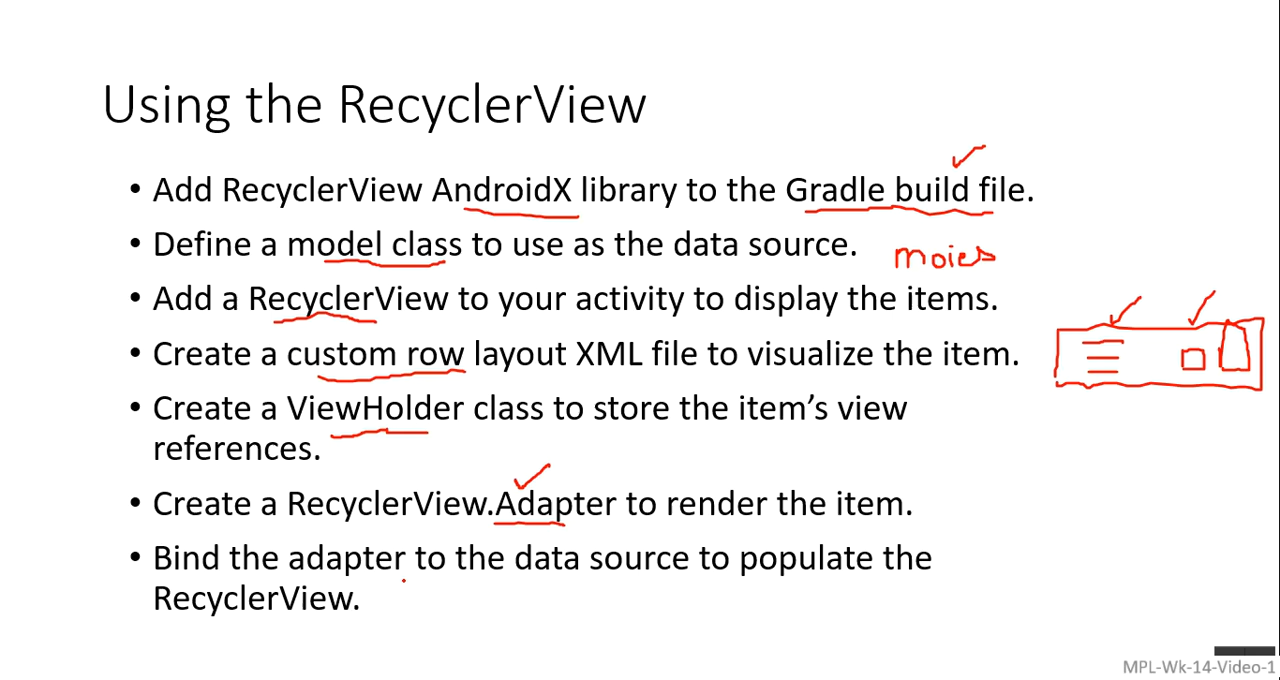 Using the RecyclerView
• Add RecyclerView AndroidX library to the Gradle build file.
• Define a model class to use as the data source.
moies
• Add a RecyclerView to your activity to display the items.
• Create a custom row layout XML file to visualize the item.
• Create a ViewHolder class to store the item’s view
references.
• Create a RecyclerView.Adapter to render the item.
• Bind the adapter to the data source to populate the
RecyclerView.
MPL-Wk-14-Video-1